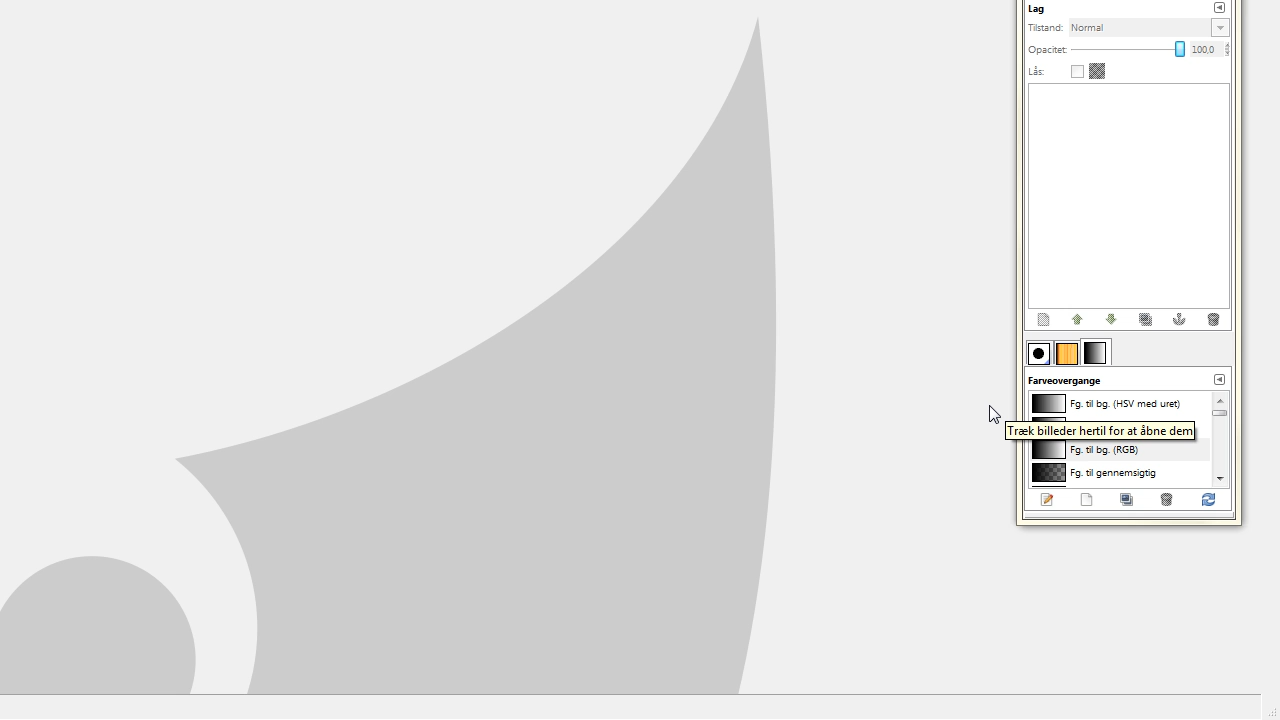 Lag
Tilstand: Normal
Opacitet: 100,0
Lås:
Farveovergange
Fg. til bg. (HSV med uret)
Træk billeder hertil for at åbne dem
Fg. til bg. (RGB)
Fg. til gennemsigtig